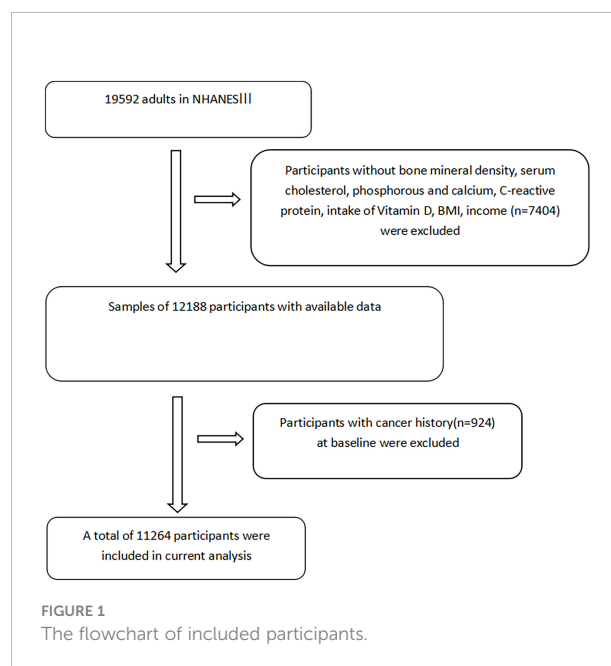 19592 adults in NHANESⅠⅠⅠ
Participants without bone mineral density, serum
cholesterol, phosphorous and calcium, C-reactive
protein, intake of Vitamin D, BMI, income (n=7404)
were excluded
Samples of 12188 participants with available data
Participants with cancer history(n=924)
at baseline were excluded
A total of 11264 participants were
included in current analysis
FIGURE 1
The flowchart of included participants.